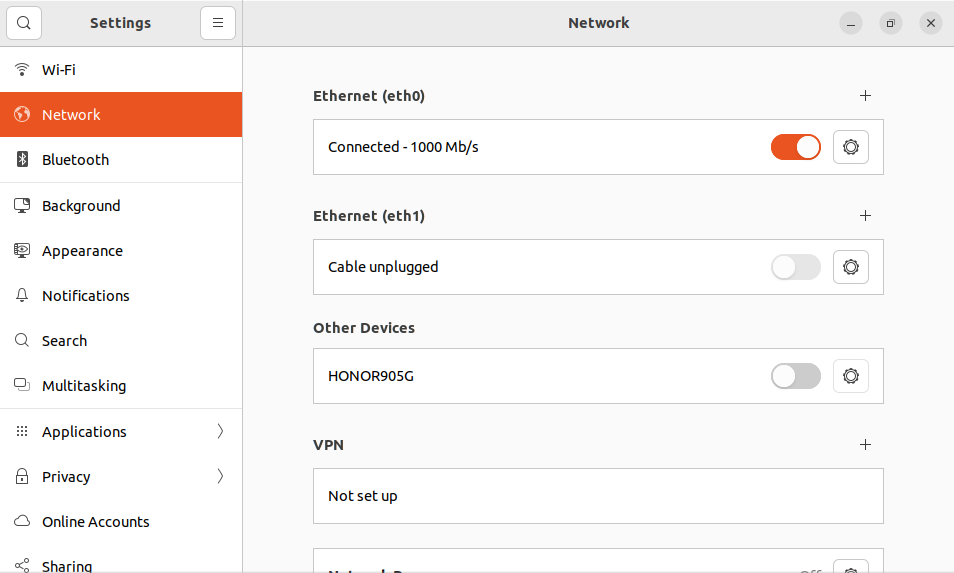 Settings
Network
Wi-Fi
Network
Bluetooth
Background
Appearance
Notifications
Search
Multitasking
Applications
Privacy
Online Accounts
Sharing
Ethernet (eth0)
Connected - 1000 Mb/s
Ethernet (eth1)
Cable unplugged
Other Devices
HONOR905G
VPN
Not set up
Network
Off